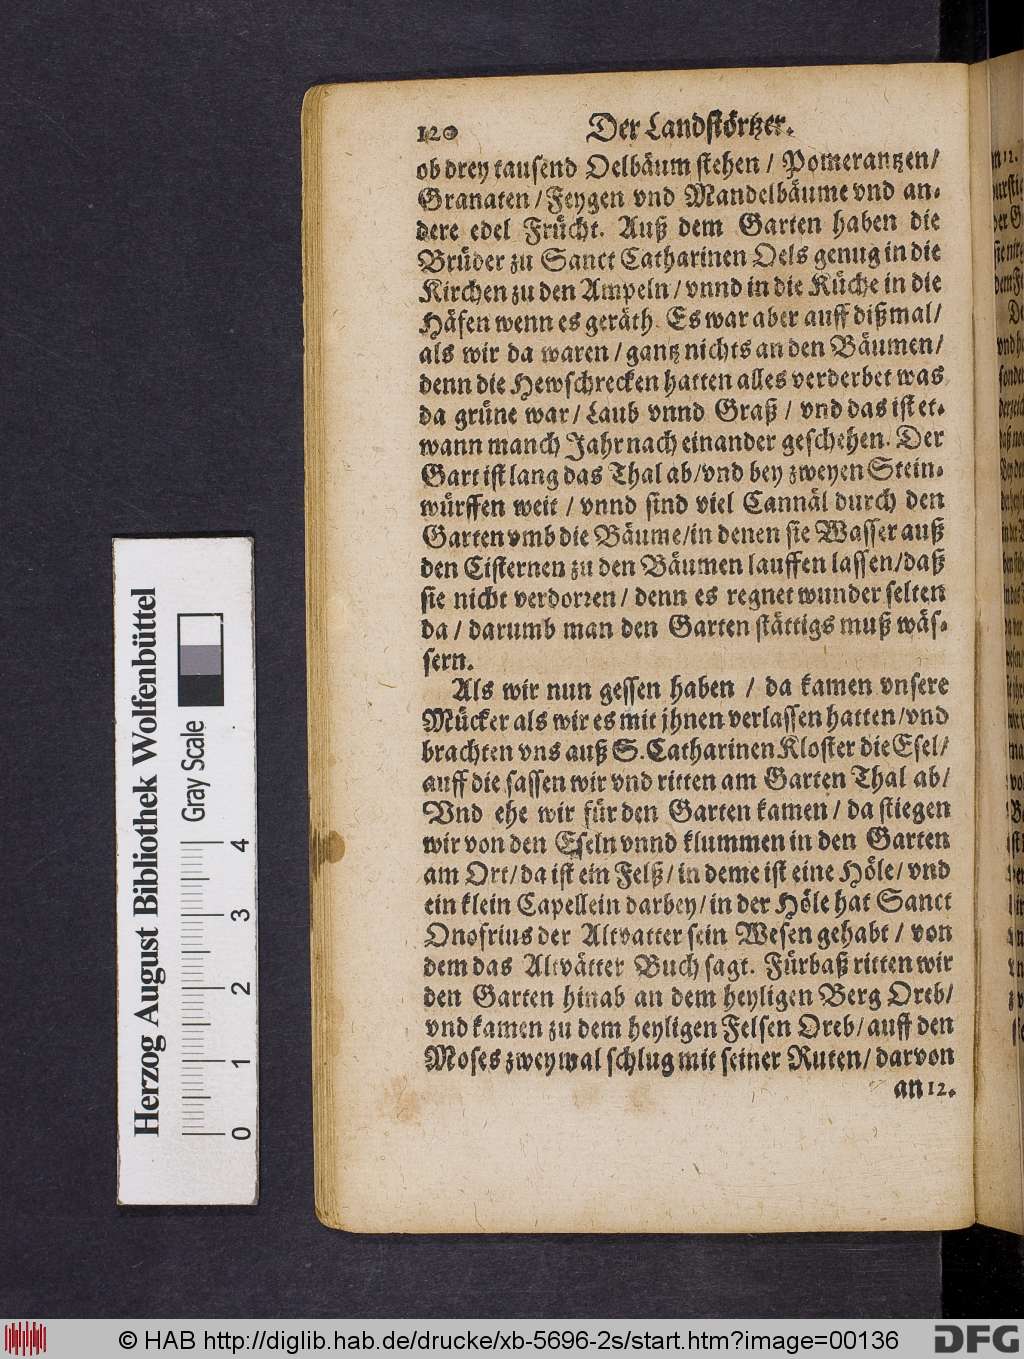 120 Der Landstörtzer.
ob drey tausend Oelbäum stehen / Pomerantzen/
Granaten / Feygen vnd Mandelbäume vnd an-
dere edel Frücht. Auß dem Garten haben die
Brüder zu Sanct Catharinen Oels genug in die
Kirchen zu den Ampeln / vnnd in die Küche in die
Häfen wenn es geräth. Es war aber auff dißmal/
als wir da waren / gantz nichts an den Bäumen/
denn die Hewschrecken hatten alles verderbet was
da grüne war / Laub vnnd Graß / vnd das ist et-
wann manch Jahr nach einander geschehen. Der
Gart ist lang das Thal ab/vnd bey zweyen Stein-
würffen weit / vnnd sind viel Cannäl durch den
Garten vmb die Bäume/in denen sie Wasser auß
den Cisternen zu den Bäumen lauffen lassen/daß
sie nicht verdorren / denn es regnet wunder selten
da / darumb man den Garten stättigs muß wäs-
sern.
Als wir nun gessen haben / da kamen vnsere
Mücker als wir es mit jhnen verlassen hatten/vnd
brachten vns auß S. Catharinen Kloster die Esel/
auff die sassen wir vnd ritten am Garten Thal ab/
Vnd ehe wir für den Garten kamen / da stiegen
wir von den Eseln vnnd klummen in den Garten
am Ort/da ist ein Felß / in deme ist eine Höle / vnd
ein klein Capellein darbey/in der Höle hat Sanct
Onofrius der Altvatter sein Wesen gehabt / von
dem das Altvätter Buch sagt. Fürbaß ritten wir
den Garten hinab an dem heyligen Berg Oreb/
vnd kamen zu dem heyligen Felsen Oreb/ auff den
Moses zweymal schlug mit seiner Ruten / darvon
an 12.
Herzog August Bibliothek Wolfenbüttel
Gray Scale
0 1 2 3 4
© HAB http://diglib.hab.de/drucke/xb-5696-2s/start.htm?image=00136
DFG